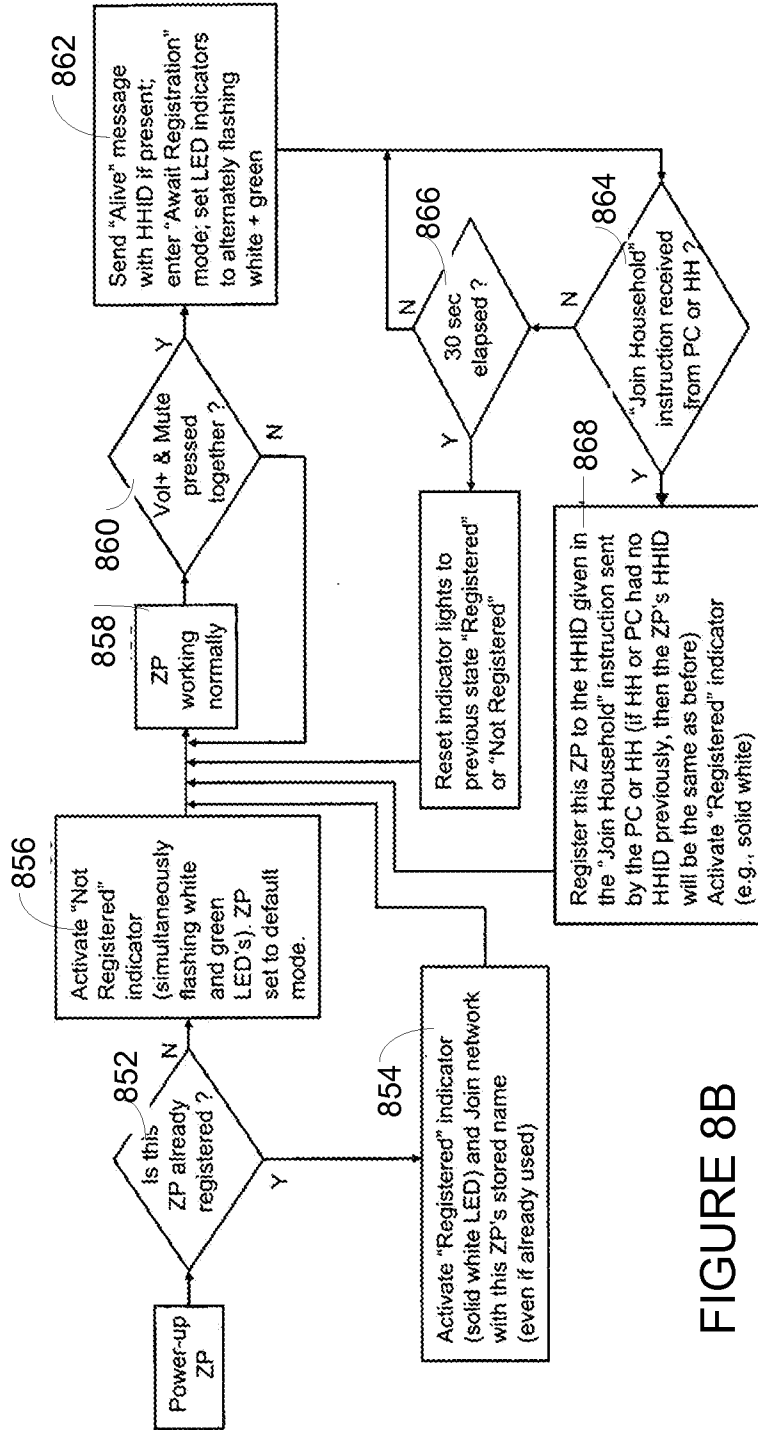 Power-up
ZP
852
Is this
ZP already
registered ?
N
Y
856
Activate “Not
Registered”
indicator
(simultaneously
flashing white
and green
LED's). ZP
set to default
mode.
854
Activate “Registered” indicator
(solid white LED) and Join network
with this ZP's stored name
(even if already used)
858
ZP
working
normally
860
Vol+ & Mute
pressed
together ?
Y
N
862
Send “Alive” message
with HHID if present;
enter “Await Registration”
mode; set LED indicators
to alternately flashing
white + green
864
“Join Household”
instruction received
from PC or HH ?
N
Y
866
30 sec
elapsed ?
N
Y
Reset indicator lights to
previous state “Registered”
or “Not Registered”
868
Register this ZP to the HHID given in
the “Join Household” instruction sent
by the PC or HH (if HH or PC had no
HHID previously, then the ZP's HHID
will be the same as before)
Activate “Registered” indicator
(e.g., solid white)
FIGURE 8B